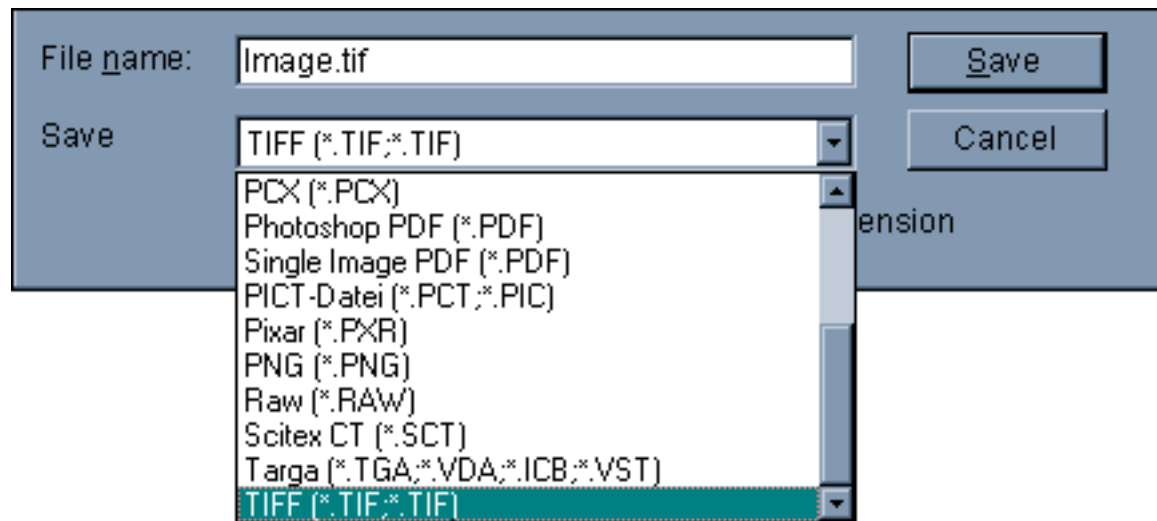 File name: Image.tif Save
Save TIFF (*.TIF;*.TIF) Cancel
PCX (*.PCX)
Photoshop PDF (*.PDF) ension
Single Image PDF (*.PDF)
PICT-Datei (*.PCT;*.PIC)
Pixar (*.PXR)
PNG (*.PNG)
Raw (*.RAW)
Scitex CT (*.SCT)
Targa (*.TGA;*.VDA;*.ICB;*.VST)
TIFF (*.TIF;*.TIF)